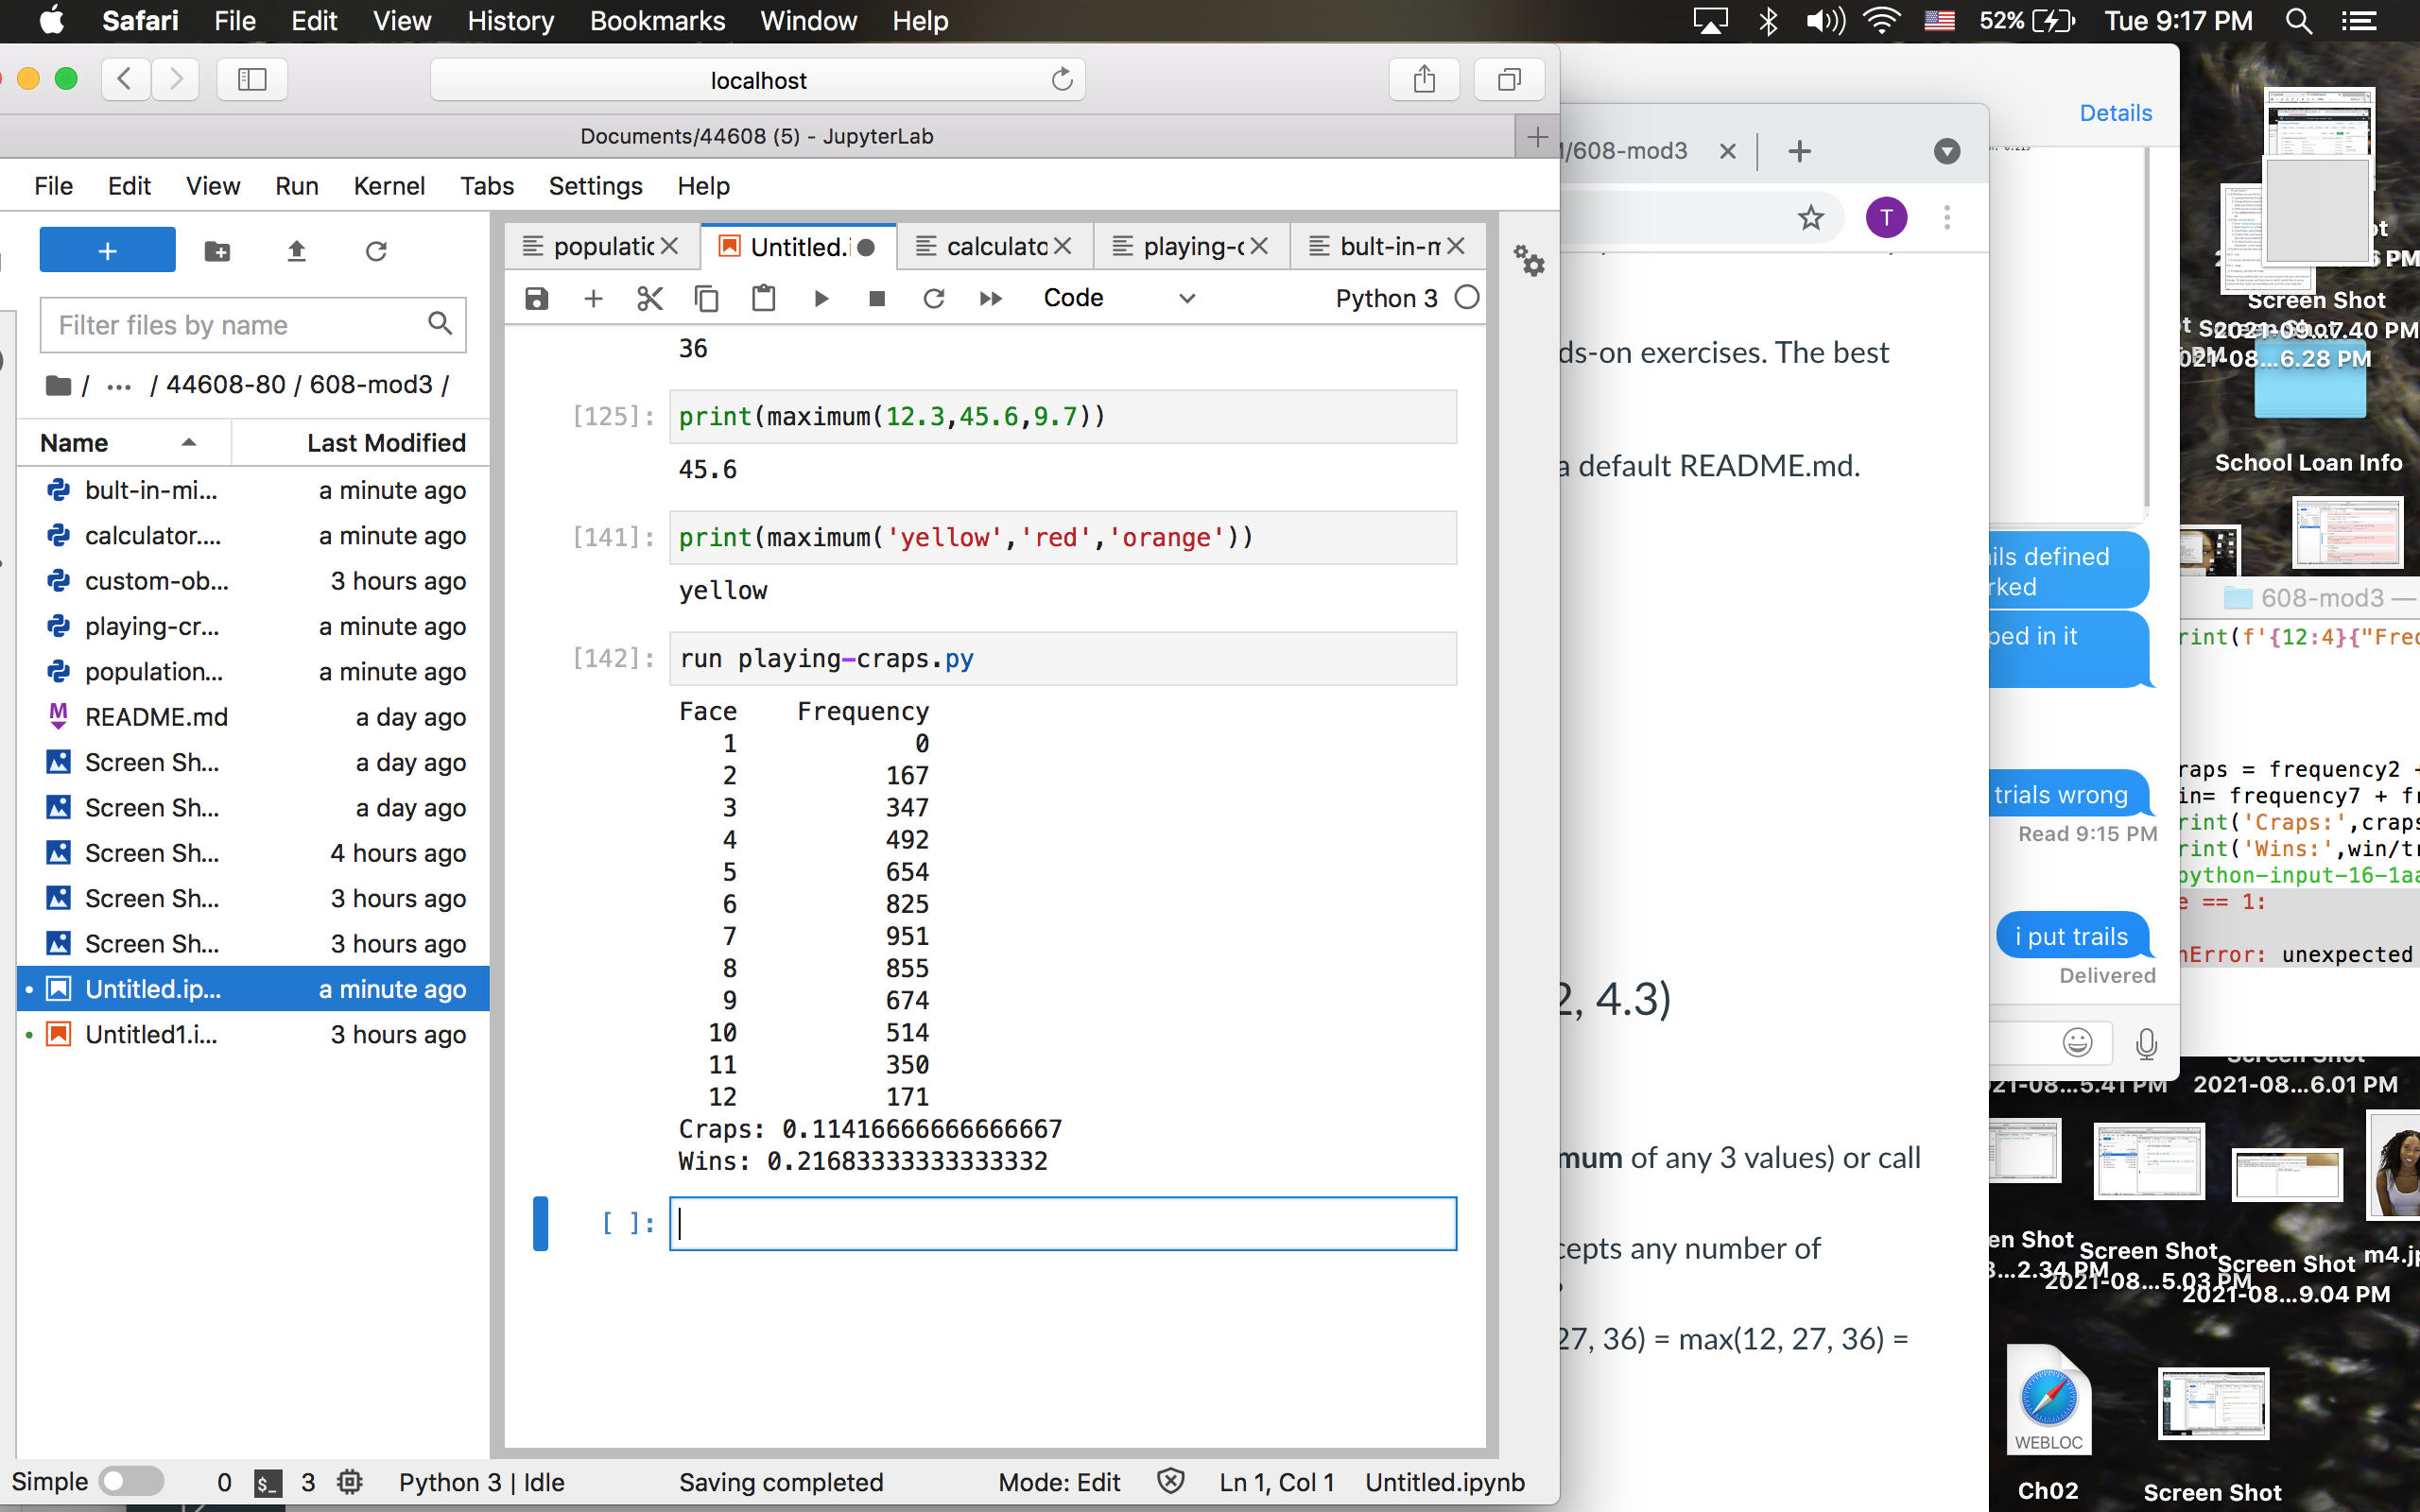 Safari File Edit View History Bookmarks Window Help
52% Tue 9:17 PM
localhost
Documents/44608 (5) - JupyterLab
File Edit View Run Kernel Tabs Settings Help
populatic Untitled.i calculato playing-c bult-in-m
Code Python 3
Filter files by name
/ ... / 44608-80 / 608-mod3 /
Name Last Modified
bult-in-mi... a minute ago
calculator.... a minute ago
custom-ob... 3 hours ago
playing-cr... a minute ago
population... a minute ago
README.md a day ago
Screen Sh... a day ago
Screen Sh... a day ago
Screen Sh... 4 hours ago
Screen Sh... 3 hours ago
Screen Sh... 3 hours ago
Untitled.ip... a minute ago
Untitled1.i... 3 hours ago
36
[125]: print(maximum(12.3,45.6,9.7))
45.6
[141]: print(maximum('yellow','red','orange'))
yellow
[142]: run playing-craps.py
Face Frequency
1 0
2 167
3 347
4 492
5 654
6 825
7 951
8 855
9 674
10 514
11 350
12 171
Craps: 0.11416666666666667
Wins: 0.21683333333333332
[ ]:
Simple 0 $_ 3 Python 3 | Idle Saving completed Mode: Edit Ln 1, Col 1 Untitled.ipynb
/608-mod3
T
ds-on exercises. The best
a default README.md.
2, 4.3)
mum of any 3 values) or call
cepts any number of
27, 36) = max(12, 27, 36) =
Details
ils defined
rked
ped in it
trials wrong
Read 9:15 PM
i put trails
Delivered
Screen Shot
2021-09...7.40 PM
021-08...6.28 PM
School Loan Info
608-mod3 —
rint(f'{12:4}{"Fred
raps = frequency2 +
in= frequency7 + fr
rint('Craps:',craps
rint('Wins:',win/tr
python-input-16-1aa
e == 1:
nError: unexpected
Screen Shot
21-08...5.41 PM
2021-08...6.01 PM
en Shot
3...2.34 PM
Screen Shot
2021-08...5.03 PM
Screen Shot
2021-08...9.04 PM
m4.jp
WEBLOC
Ch02
Screen Shot